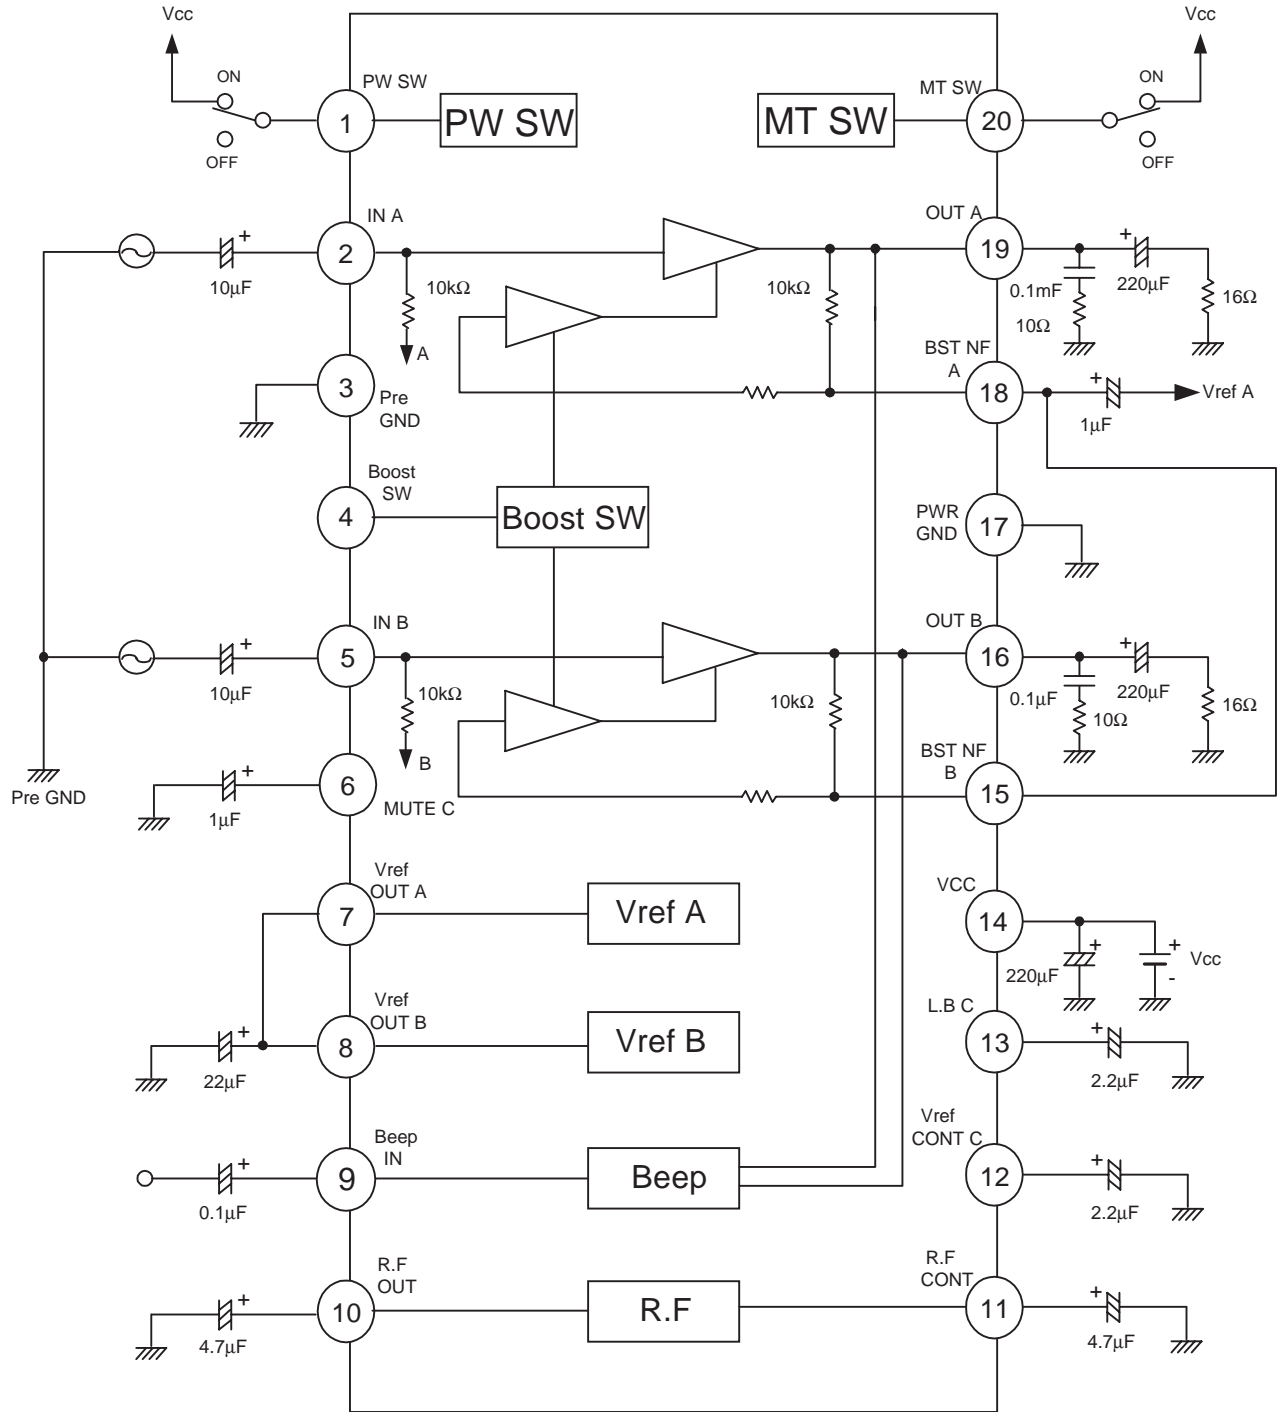 Vcc
Vcc
ON
OFF
PW SW
1
PW SW
MT SW
MT SW
20
ON
OFF
IN A
2
+
10μF
10kΩ
A
10kΩ
OUT A
19
+
0.1mF
220μF
10Ω
16Ω
3
Pre
GND
BST NF
A
18
+
1μF
Vref A
Boost
SW
4
Boost SW
PWR
GND
17
IN B
5
+
10μF
10kΩ
B
10kΩ
OUT B
16
+
0.1μF
220μF
10Ω
16Ω
Pre GND
6
MUTE C
+
1μF
BST NF
B
15
Vref
OUT A
7
Vref A
VCC
14
+
220μF
+
Vcc
-
Vref
OUT B
8
+
22μF
Vref B
L.B C
13
+
2.2μF
Beep
IN
9
+
0.1μF
Beep
Vref
CONT C
12
+
2.2μF
R.F
OUT
10
+
4.7μF
R.F
R.F
CONT
11
+
4.7μF